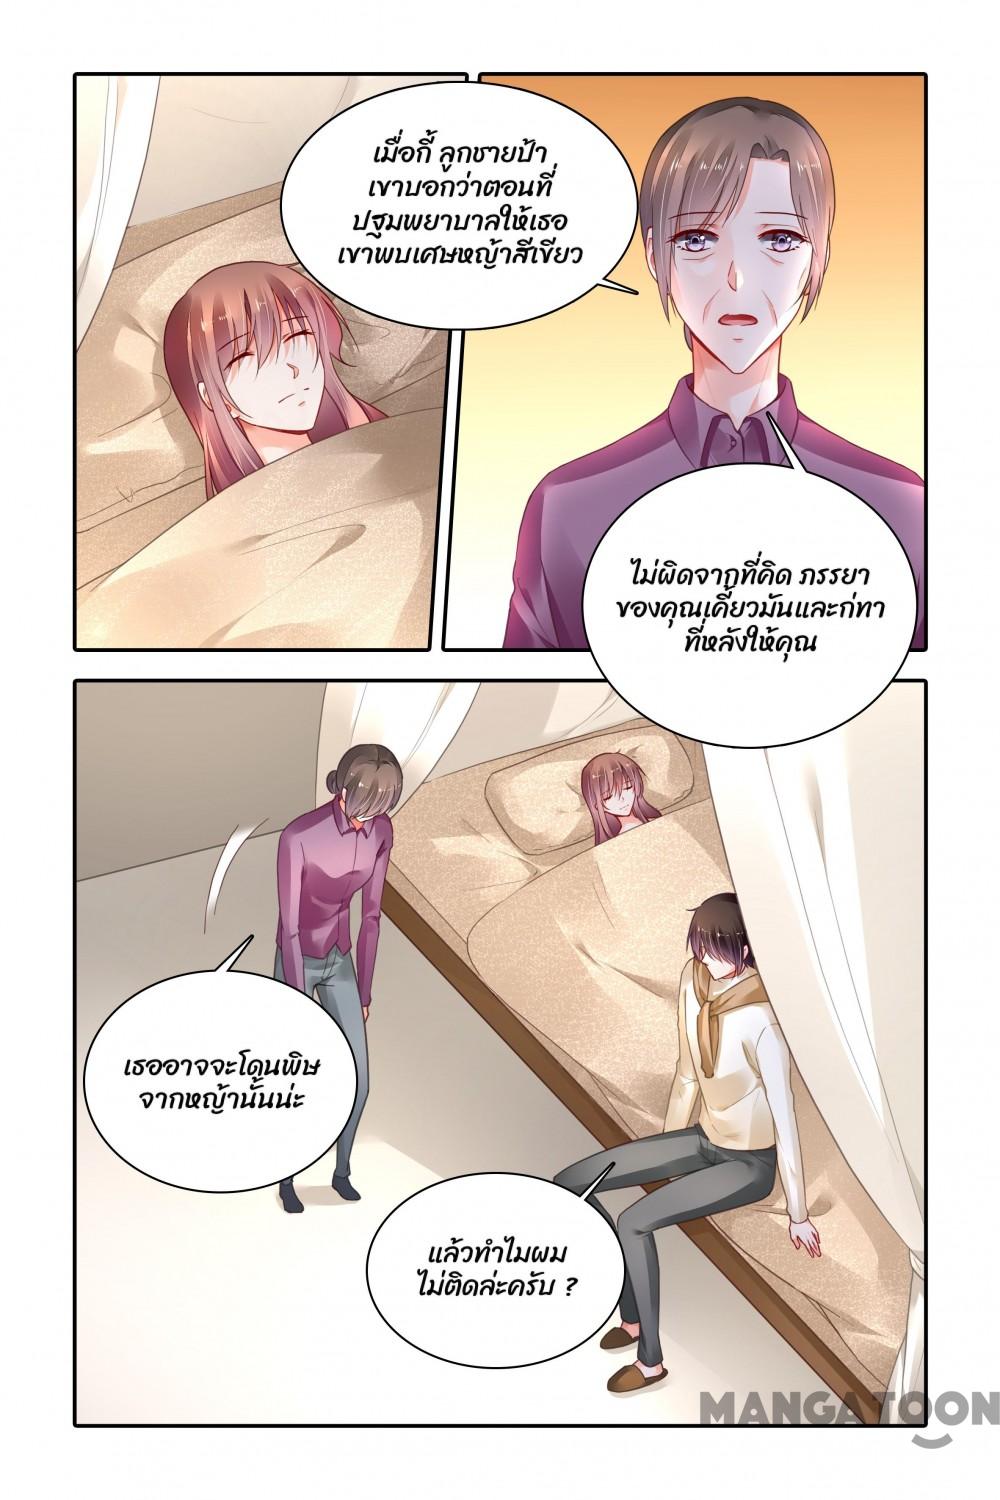 เมื่อกี้ ลูกชายป้า
เขาบอกว่าตอนที่
ปฐมพยาบาลให้เธอ
เขาพบเศษหญ้าสีเขียว
ไม่ผิดจากที่คิด ภรรยา
ของคุณเคี้ยวมันและก่ทา
ที่หลังให้คุณ
เธออาจจะโดนพิษ
จากหญ้านั้นน่ะ
แล้วทำไมผม
ไม่ติดล่ะครับ ?
MANGATOON